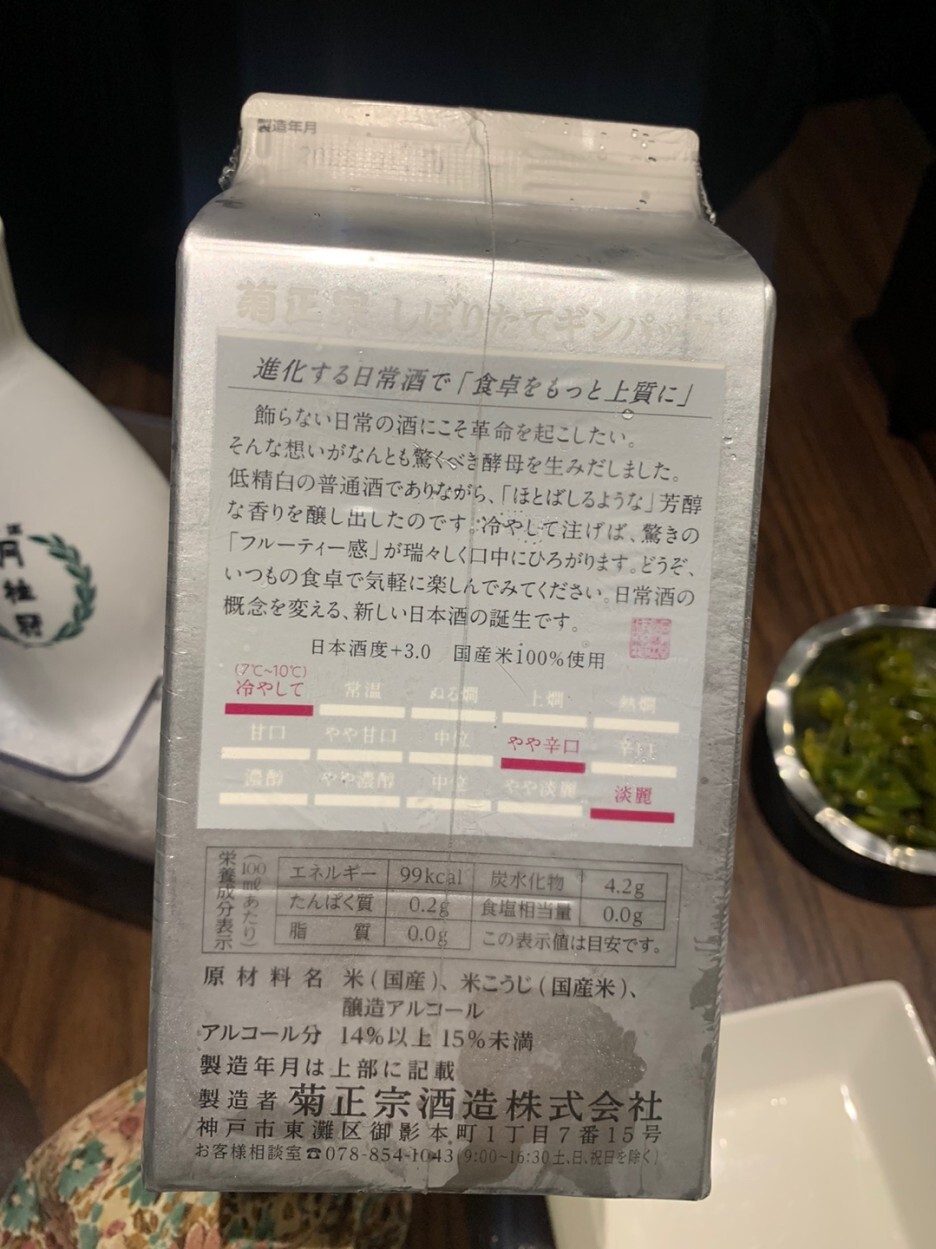 製造年月
菊正宗 しぼりたてギンパック
進化する日常酒で「食卓をもっと上質に」
飾らない日常の酒にこそ革命を起こしたい。
そんな想いがなんとも驚くべき酵母を生みだしました。
低精白の普通酒でありながら、「ほとばしるような」芳醇
な香りを醸し出したのです。冷やして注げば、驚きの
「フルーティー感」が瑞々しく口中にひろがります。どうぞ、
いつもの食卓で気軽に楽しんでみてください。日常酒の
概念を変える、新しい日本酒の誕生です。
日本酒度+3.0 国産米100%使用
(7℃~10℃)
冷やして 常温 ぬる燗 上燗 熱燗
甘口 やや甘口 中立 やや辛口 辛口
濃醇 やや濃醇 中立 やや淡麗 淡麗
栄養成分表示(100mlあたり)
エネルギー 99kcal 炭水化物 4.2g
たんぱく質 0.2g 食塩相当量 0.0g
脂質 0.0g この表示値は目安です。
原材料名 米(国産)、米こうじ(国産米)、
醸造アルコール
アルコール分 14%以上15%未満
製造年月は上部に記載
製造者 菊正宗酒造株式会社
神戸市東灘区御影本町1丁目7番15号
お客様相談室☎078-854-1043(9:00~16:30土、日、祝日を除く)
月桂冠